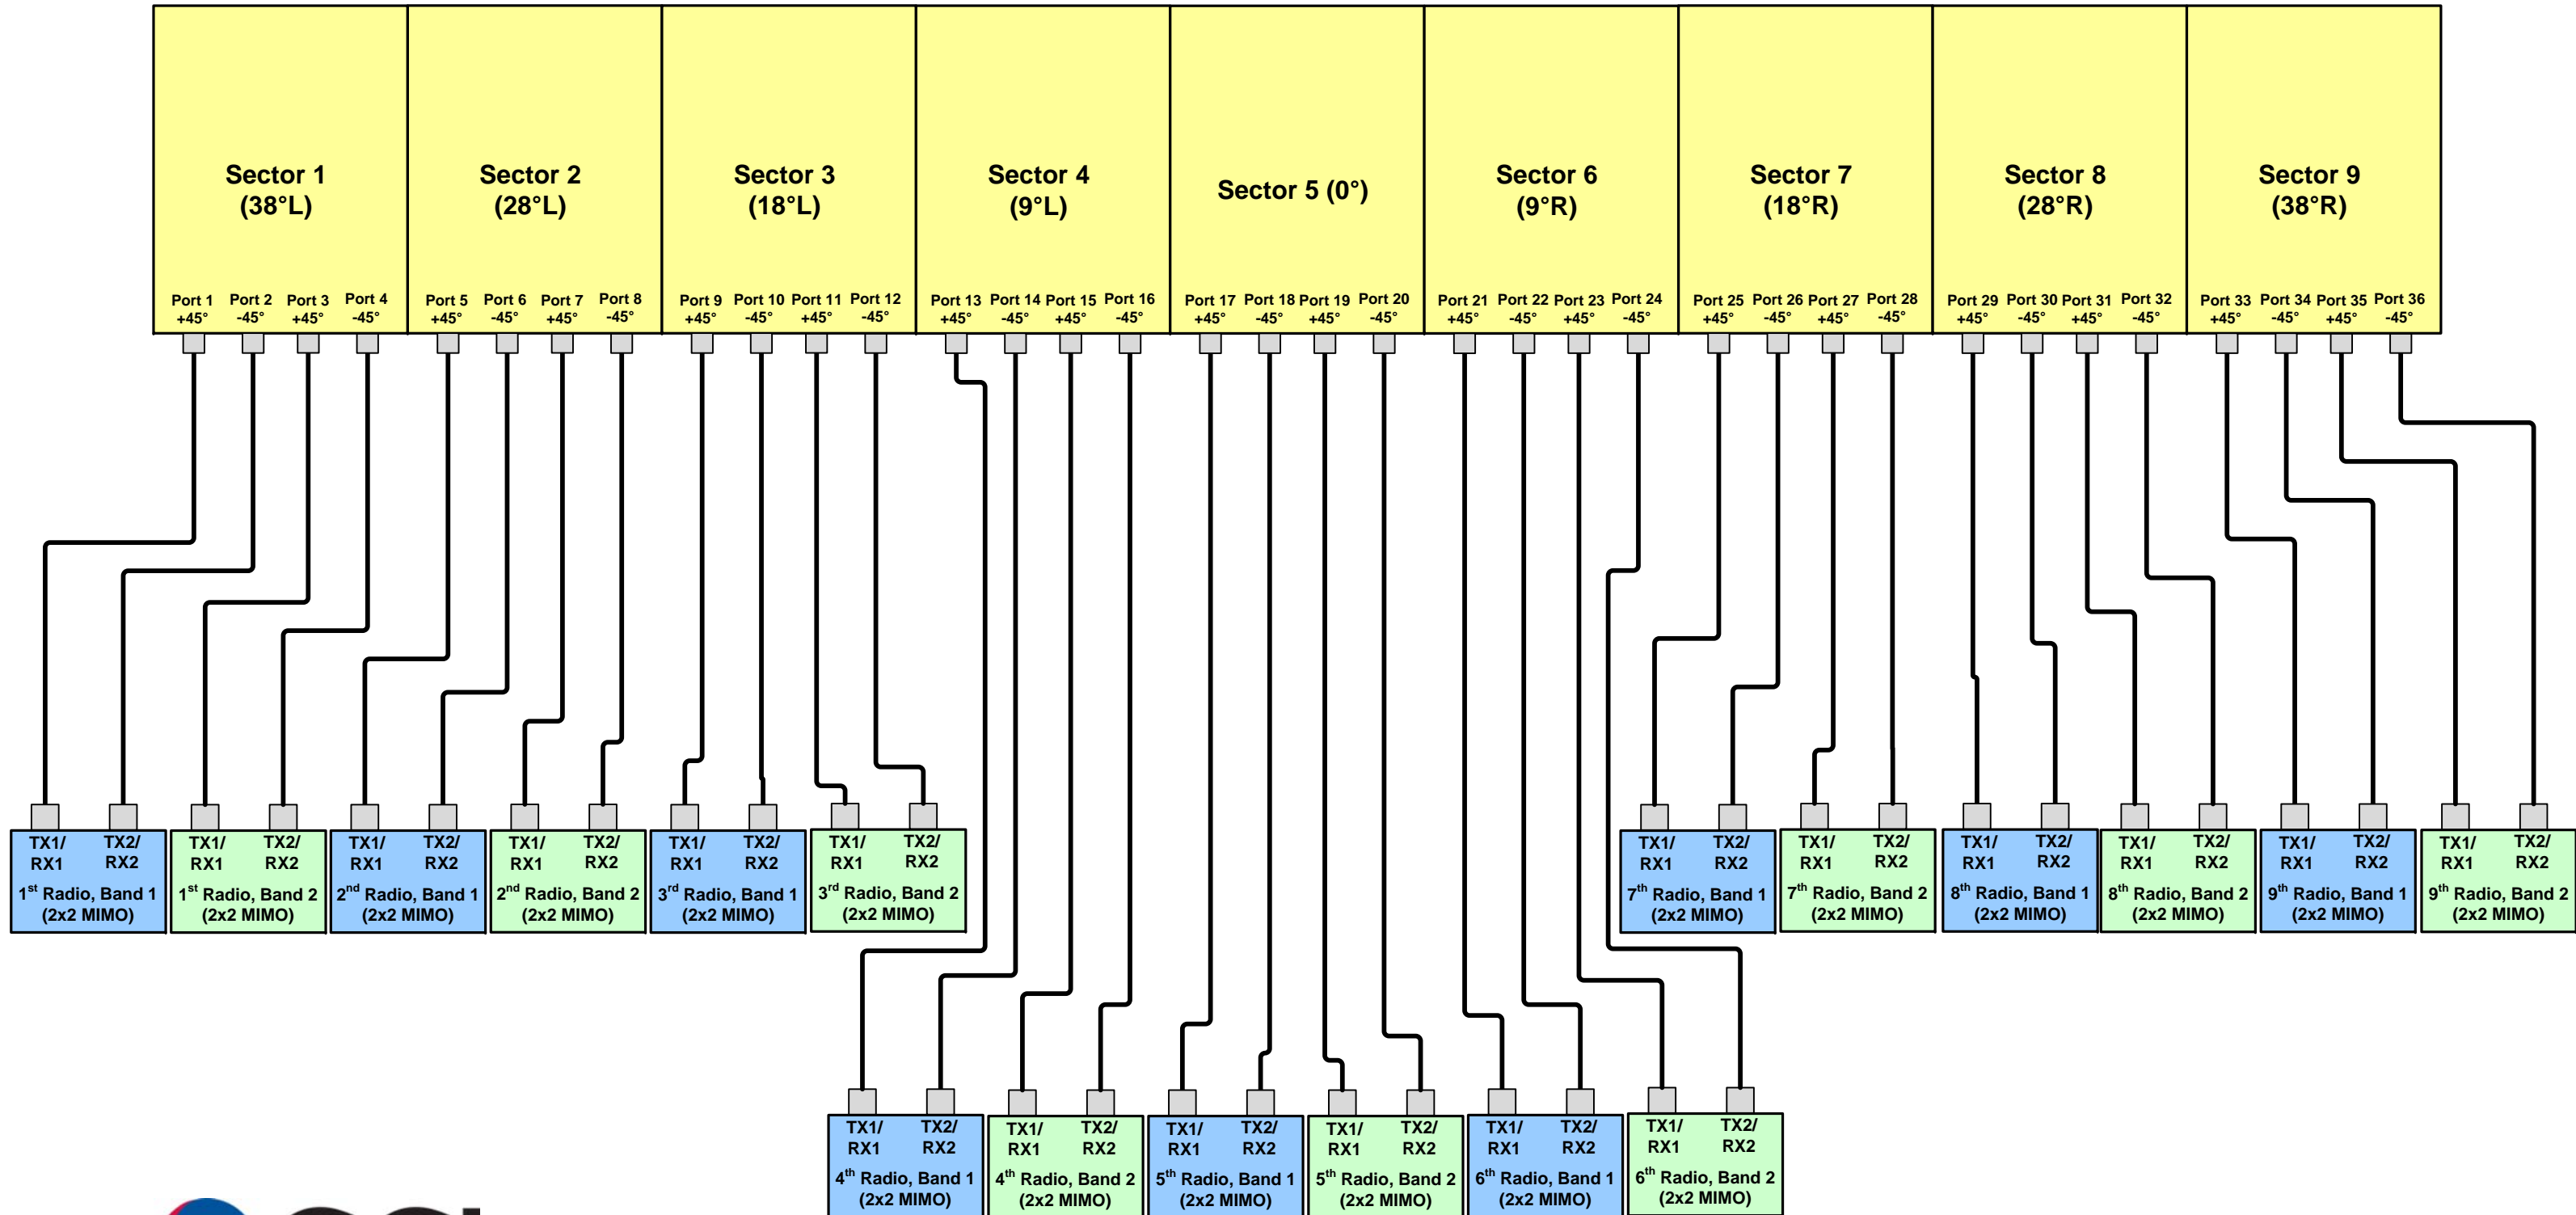 Sector 1
(38°L)
Sector 2
(28°L)
Sector 3
(18°L)
Sector 4
(9°L)
Sector 5 (0°)
Sector 6
(9°R)
Sector 7
(18°R)
Sector 8
(28°R)
Sector 9
(38°R)
Port 1 Port 2 Port 3 Port 4
+45° -45° +45° -45°
Port 5 Port 6 Port 7 Port 8
+45° -45° +45° -45°
Port 9 Port 10 Port 11 Port 12
+45° -45° +45° -45°
Port 13 Port 14 Port 15 Port 16
+45° -45° +45° -45°
Port 17 Port 18 Port 19 Port 20
+45° -45° +45° -45°
Port 21 Port 22 Port 23 Port 24
+45° -45° +45° -45°
Port 25 Port 26 Port 27 Port 28
+45° -45° +45° -45°
Port 29 Port 30 Port 31 Port 32
+45° -45° +45° -45°
Port 33 Port 34 Port 35 Port 36
+45° -45° +45° -45°
TX1/ TX2/
RX1 RX2
1st Radio, Band 1
(2x2 MIMO)
TX1/ TX2/
RX1 RX2
1st Radio, Band 2
(2x2 MIMO)
TX1/ TX2/
RX1 RX2
2nd Radio, Band 1
(2x2 MIMO)
TX1/ TX2/
RX1 RX2
2nd Radio, Band 2
(2x2 MIMO)
TX1/ TX2/
RX1 RX2
3rd Radio, Band 1
(2x2 MIMO)
TX1/ TX2/
RX1 RX2
3rd Radio, Band 2
(2x2 MIMO)
TX1/ TX2/
RX1 RX2
7th Radio, Band 1
(2x2 MIMO)
TX1/ TX2/
RX1 RX2
7th Radio, Band 2
(2x2 MIMO)
TX1/ TX2/
RX1 RX2
8th Radio, Band 1
(2x2 MIMO)
TX1/ TX2/
RX1 RX2
8th Radio, Band 2
(2x2 MIMO)
TX1/ TX2/
RX1 RX2
9th Radio, Band 1
(2x2 MIMO)
TX1/ TX2/
RX1 RX2
9th Radio, Band 2
(2x2 MIMO)
TX1/ TX2/
RX1 RX2
4th Radio, Band 1
(2x2 MIMO)
TX1/ TX2/
RX1 RX2
4th Radio, Band 2
(2x2 MIMO)
TX1/ TX2/
RX1 RX2
5th Radio, Band 1
(2x2 MIMO)
TX1/ TX2/
RX1 RX2
5th Radio, Band 2
(2x2 MIMO)
TX1/ TX2/
RX1 RX2
6th Radio, Band 1
(2x2 MIMO)
TX1/ TX2/
RX1 RX2
6th Radio, Band 2
(2x2 MIMO)